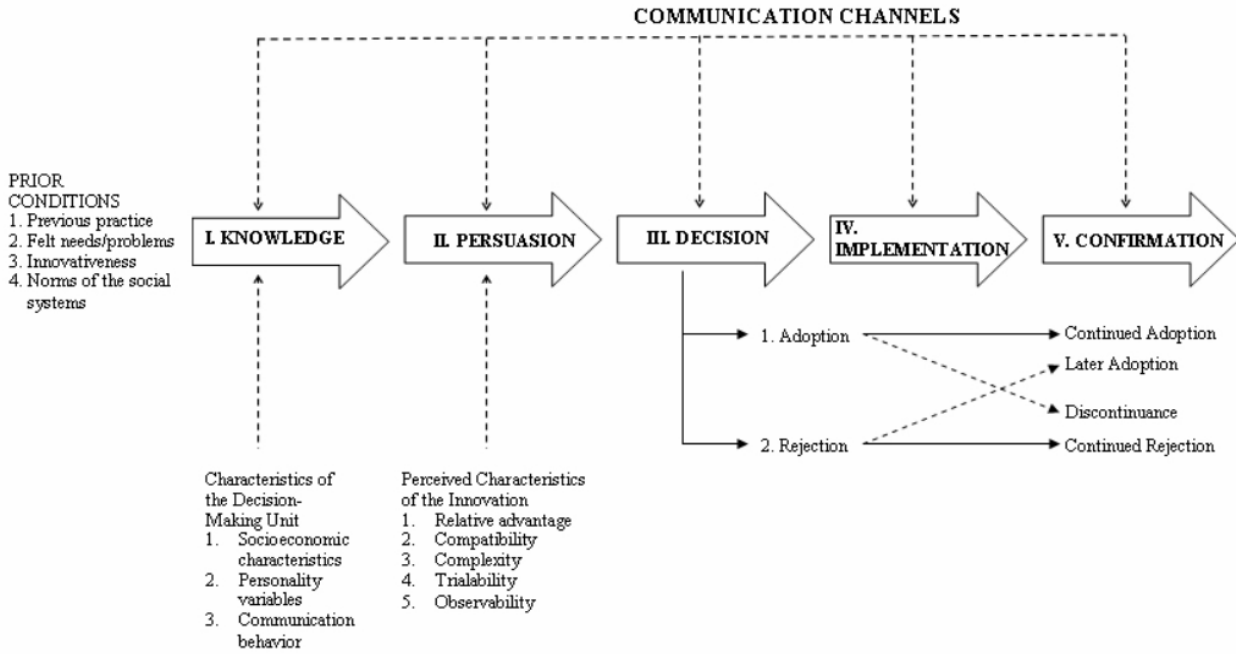 COMMUNICATION CHANNELS
PRIOR
CONDITIONS
1. Previous practice
2. Felt needs/problems
3. Innovativeness
4. Norms of the social
systems
I. KNOWLEDGE
II. PERSUASION
III. DECISION
IV.
IMPLEMENTATION
V. CONFIRMATION
1. Adoption
2. Rejection
Continued Adoption
Later Adoption
Discontinuance
Continued Rejection
Characteristics of
the Decision-
Making Unit
1. Socioeconomic
characteristics
2. Personality
variables
3. Communication
behavior
Perceived Characteristics
of the Innovation
1. Relative advantage
2. Compatibility
3. Complexity
4. Trialability
5. Observability